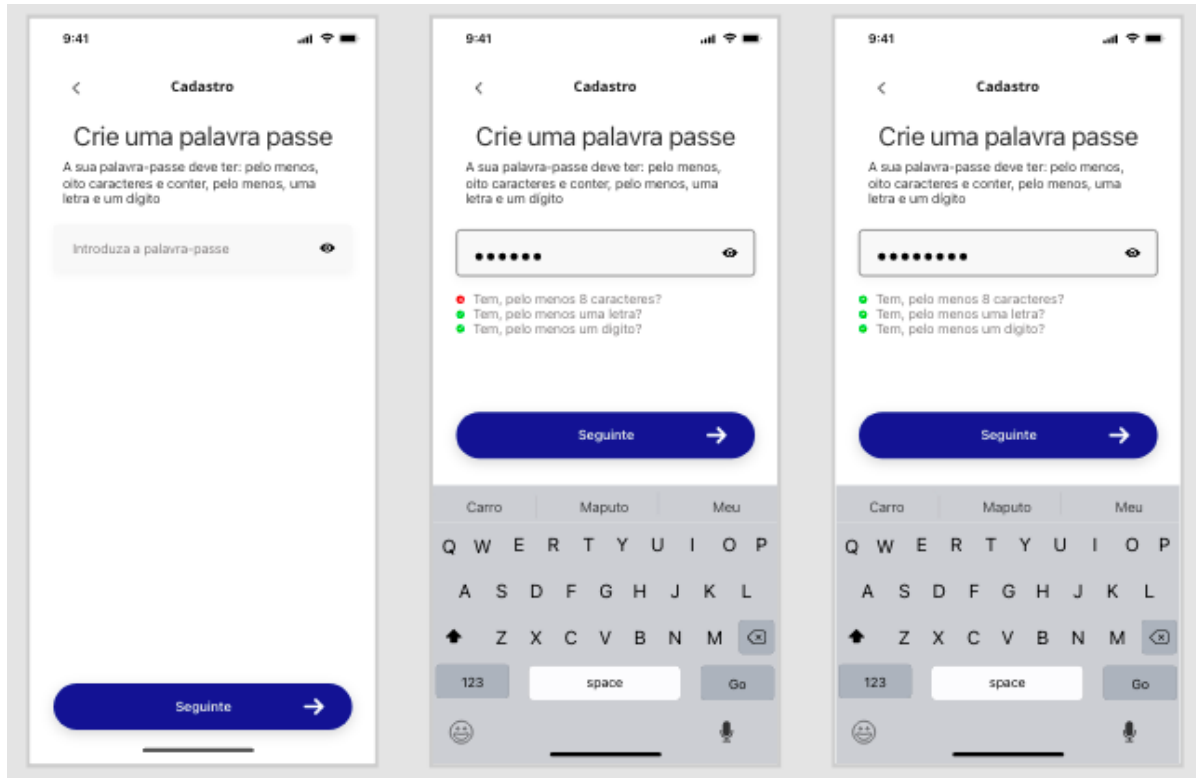 9:41
Cadastro
Crie uma palavra passe
A sua palavra-passe deve ter: pelo menos,
oito caracteres e conter, pelo menos, uma
letra e um dígito
Introduza a palavra-passe
Seguinte
9:41
Cadastro
Crie uma palavra passe
A sua palavra-passe deve ter: pelo menos,
oito caracteres e conter, pelo menos, uma
letra e um dígito
Tem, pelo menos 8 caracteres?
Tem, pelo menos uma letra?
Tem, pelo menos um digito?
Seguinte
Carro Maputo Meu
Q W E R T Y U I O P
A S D F G H J K L
Z X C V B N M
123 space Go
9:41
Cadastro
Crie uma palavra passe
A sua palavra-passe deve ter: pelo menos,
oito caracteres e conter, pelo menos, uma
letra e um dígito
Tem, pelo menos 8 caracteres?
Tem, pelo menos uma letra?
Tem, pelo menos um digito?
Seguinte
Carro Maputo Meu
Q W E R T Y U I O P
A S D F G H J K L
Z X C V B N M
123 space Go